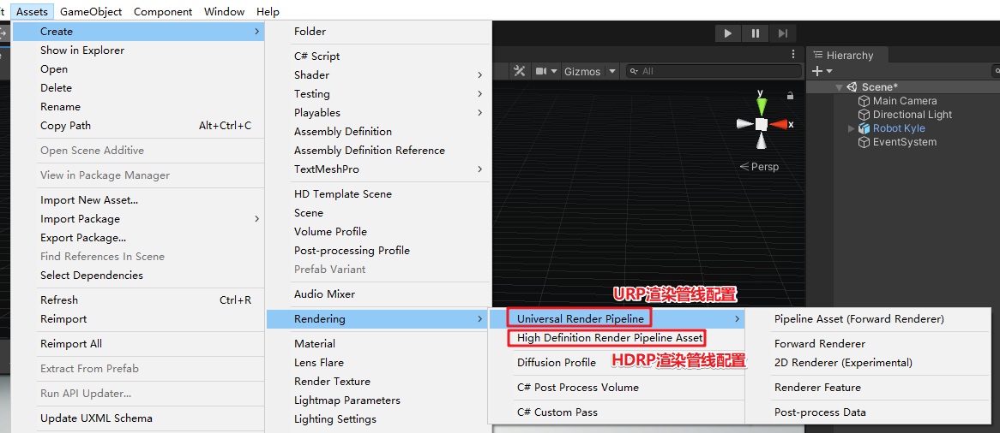 t Assets GameObject Component Window Help
Create
Show in Explorer
Open
Delete
Rename
Copy Path Alt+Ctrl+C
Open Scene Additive
View in Package Manager
Import New Asset...
Import Package
Export Package...
Find References In Scene
Select Dependencies
Refresh Ctrl+R
Reimport
Reimport All
Extract From Prefab
Run API Updater...
Update UXML Schema
Folder
C# Script
Shader
Testing
Playables
Assembly Definition
Assembly Definition Reference
TextMeshPro
HD Template Scene
Scene
Volume Profile
Post-processing Profile
Prefab Variant
Audio Mixer
Rendering
Material
Lens Flare
Render Texture
Lightmap Parameters
Lighting Settings
URP渲染管线配置
Universal Render Pipeline
High Definition Render Pipeline Asset
HDRP渲染管线配置
Diffusion Profile
C# Post Process Volume
C# Custom Pass
Pipeline Asset (Forward Renderer)
Forward Renderer
2D Renderer (Experimental)
Renderer Feature
Post-process Data
Gizmos All
y
x
Persp
Hierarchy
Scene*
Main Camera
Directional Light
Robot Kyle
EventSystem